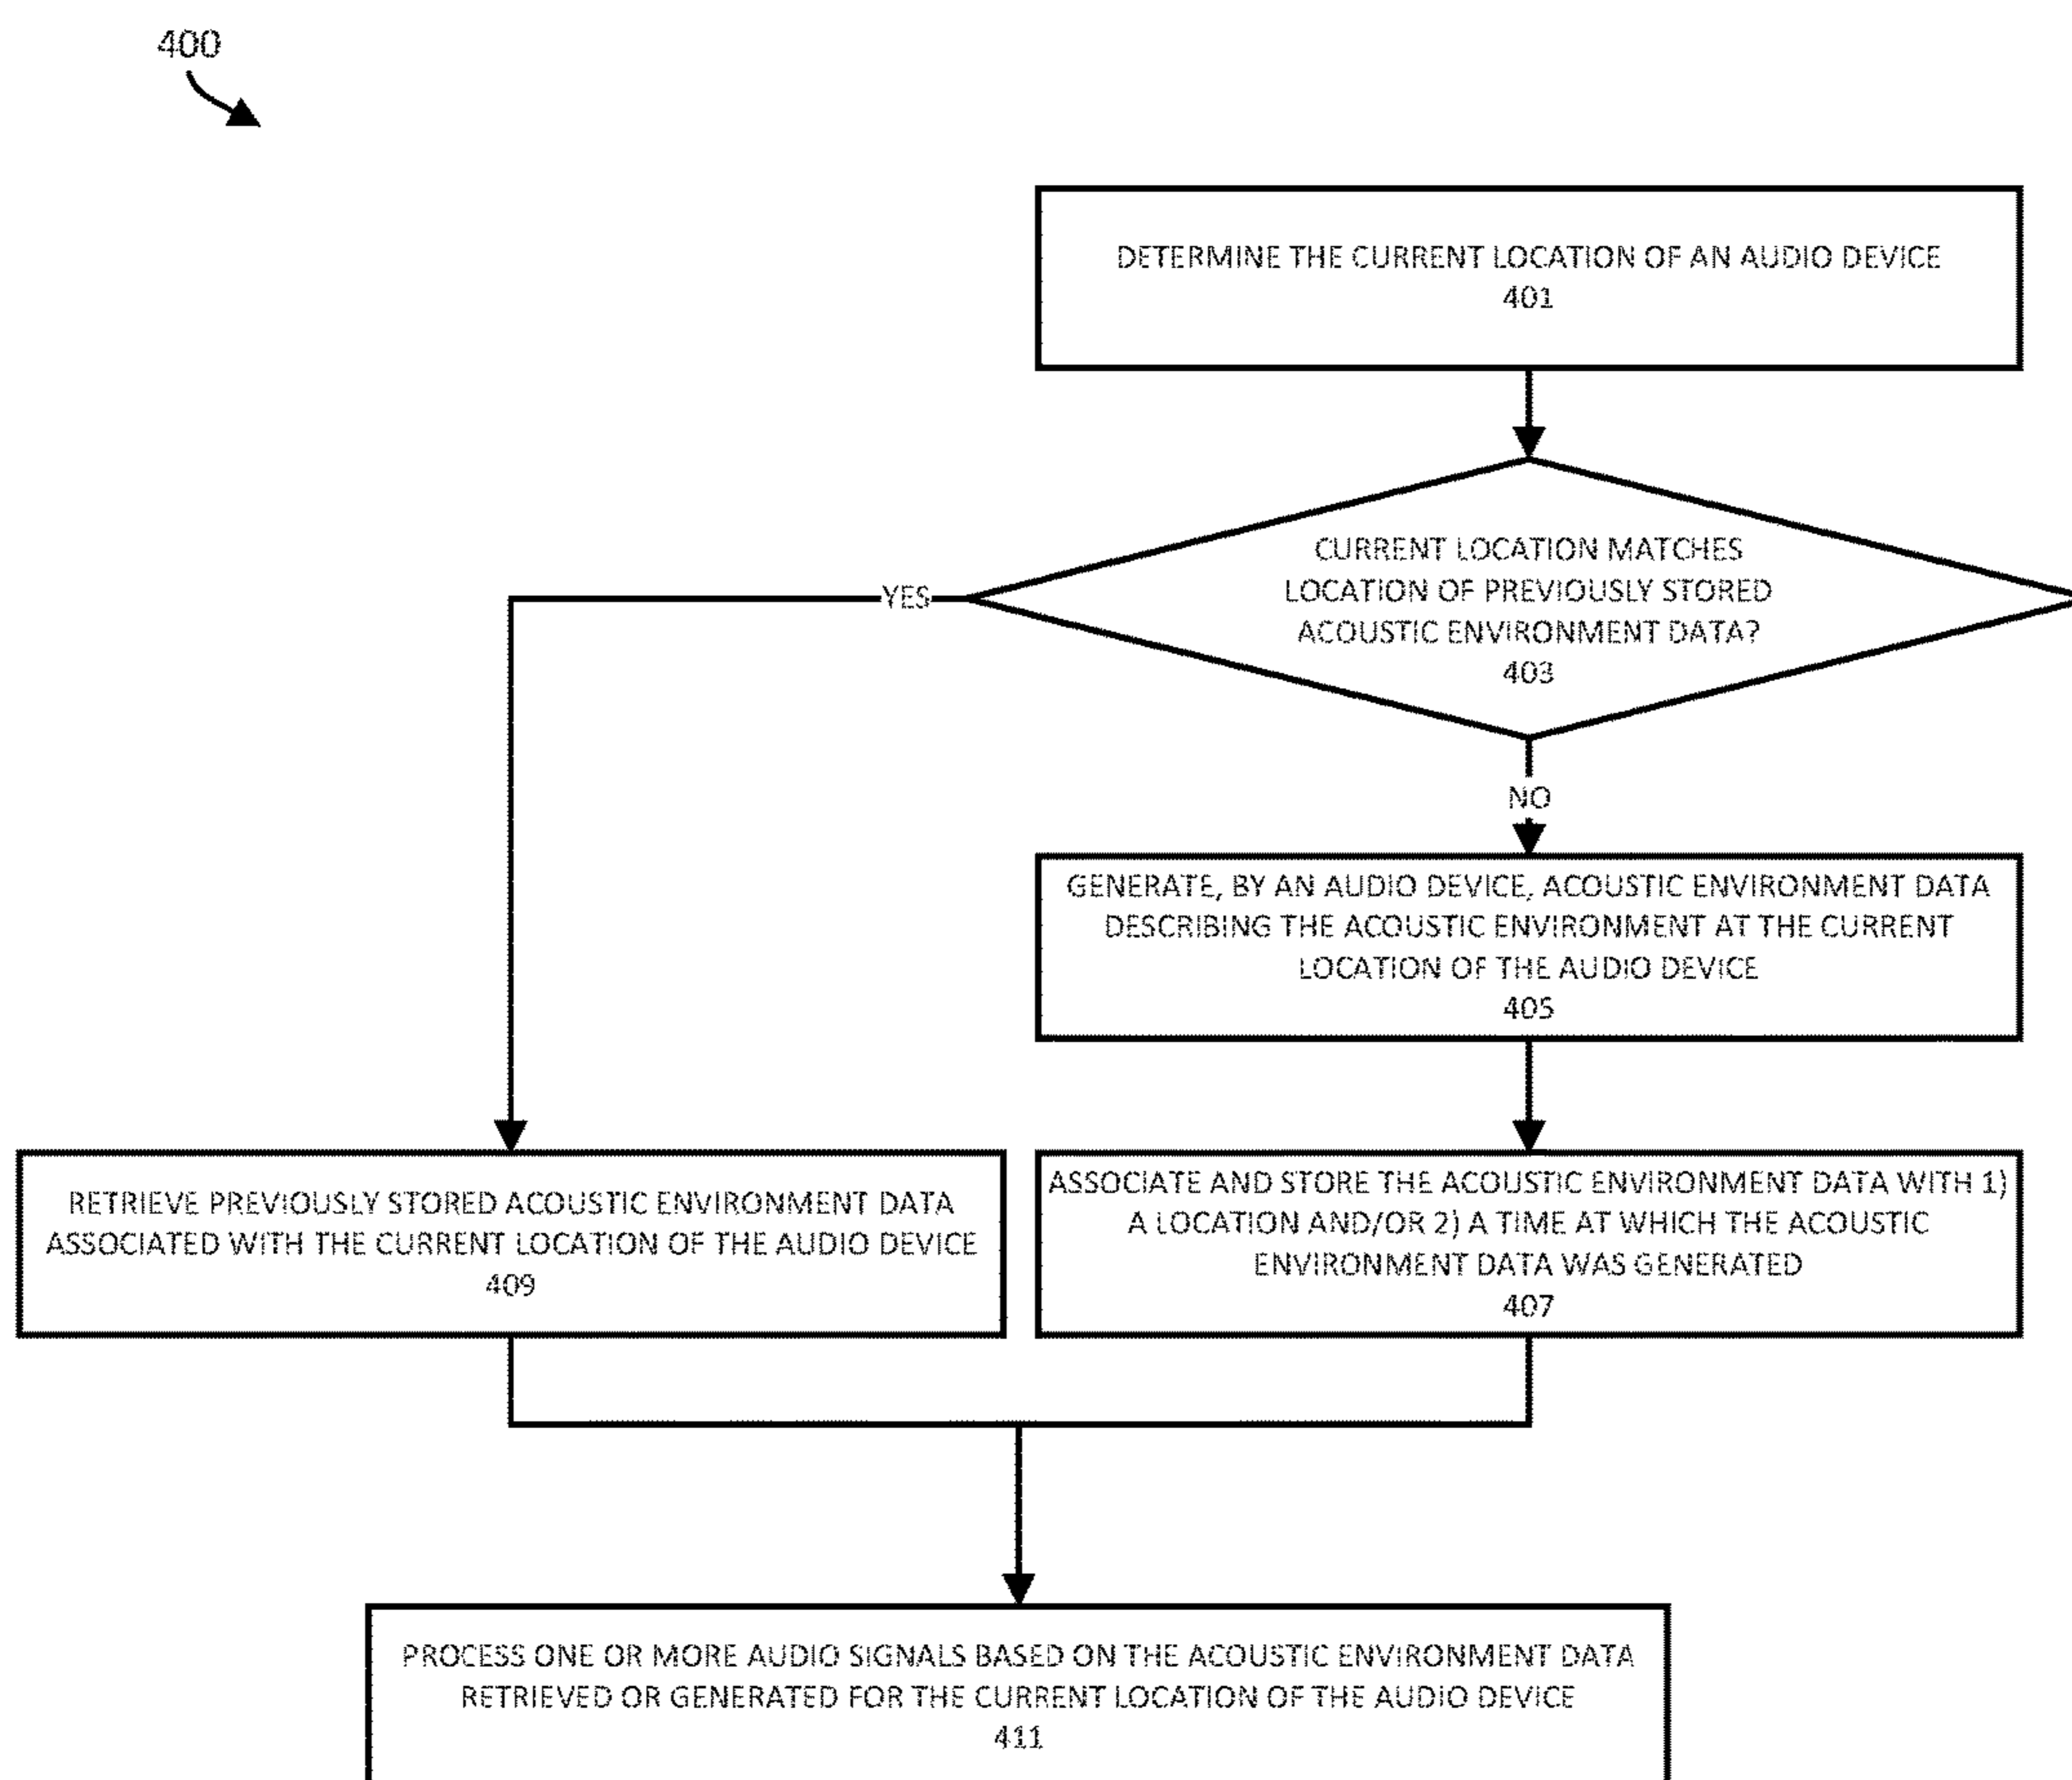 400
DETERMINE THE CURRENT LOCATION OF AN AUDIO DEVICE
401
CURRENT LOCATION MATCHES
LOCATION OF PREVIOUSLY STORED
ACOUSTIC ENVIRONMENT DATA?
403
YES
NO
GENERATE, BY AN AUDIO DEVICE, ACOUSTIC ENVIRONMENT DATA
DESCRIBING THE ACOUSTIC ENVIRONMENT AT THE CURRENT
LOCATION OF THE AUDIO DEVICE
405
RETRIEVE PREVIOUSLY STORED ACOUSTIC ENVIRONMENT DATA
ASSOCIATED WITH THE CURRENT LOCATION OF THE AUDIO DEVICE
409
ASSOCIATE AND STORE THE ACOUSTIC ENVIRONMENT DATA WITH 1)
A LOCATION AND/OR 2) A TIME AT WHICH THE ACOUSTIC
ENVIRONMENT DATA WAS GENERATED
407
PROCESS ONE OR MORE AUDIO SIGNALS BASED ON THE ACOUSTIC ENVIRONMENT DATA
RETRIEVED OR GENERATED FOR THE CURRENT LOCATION OF THE AUDIO DEVICE
411